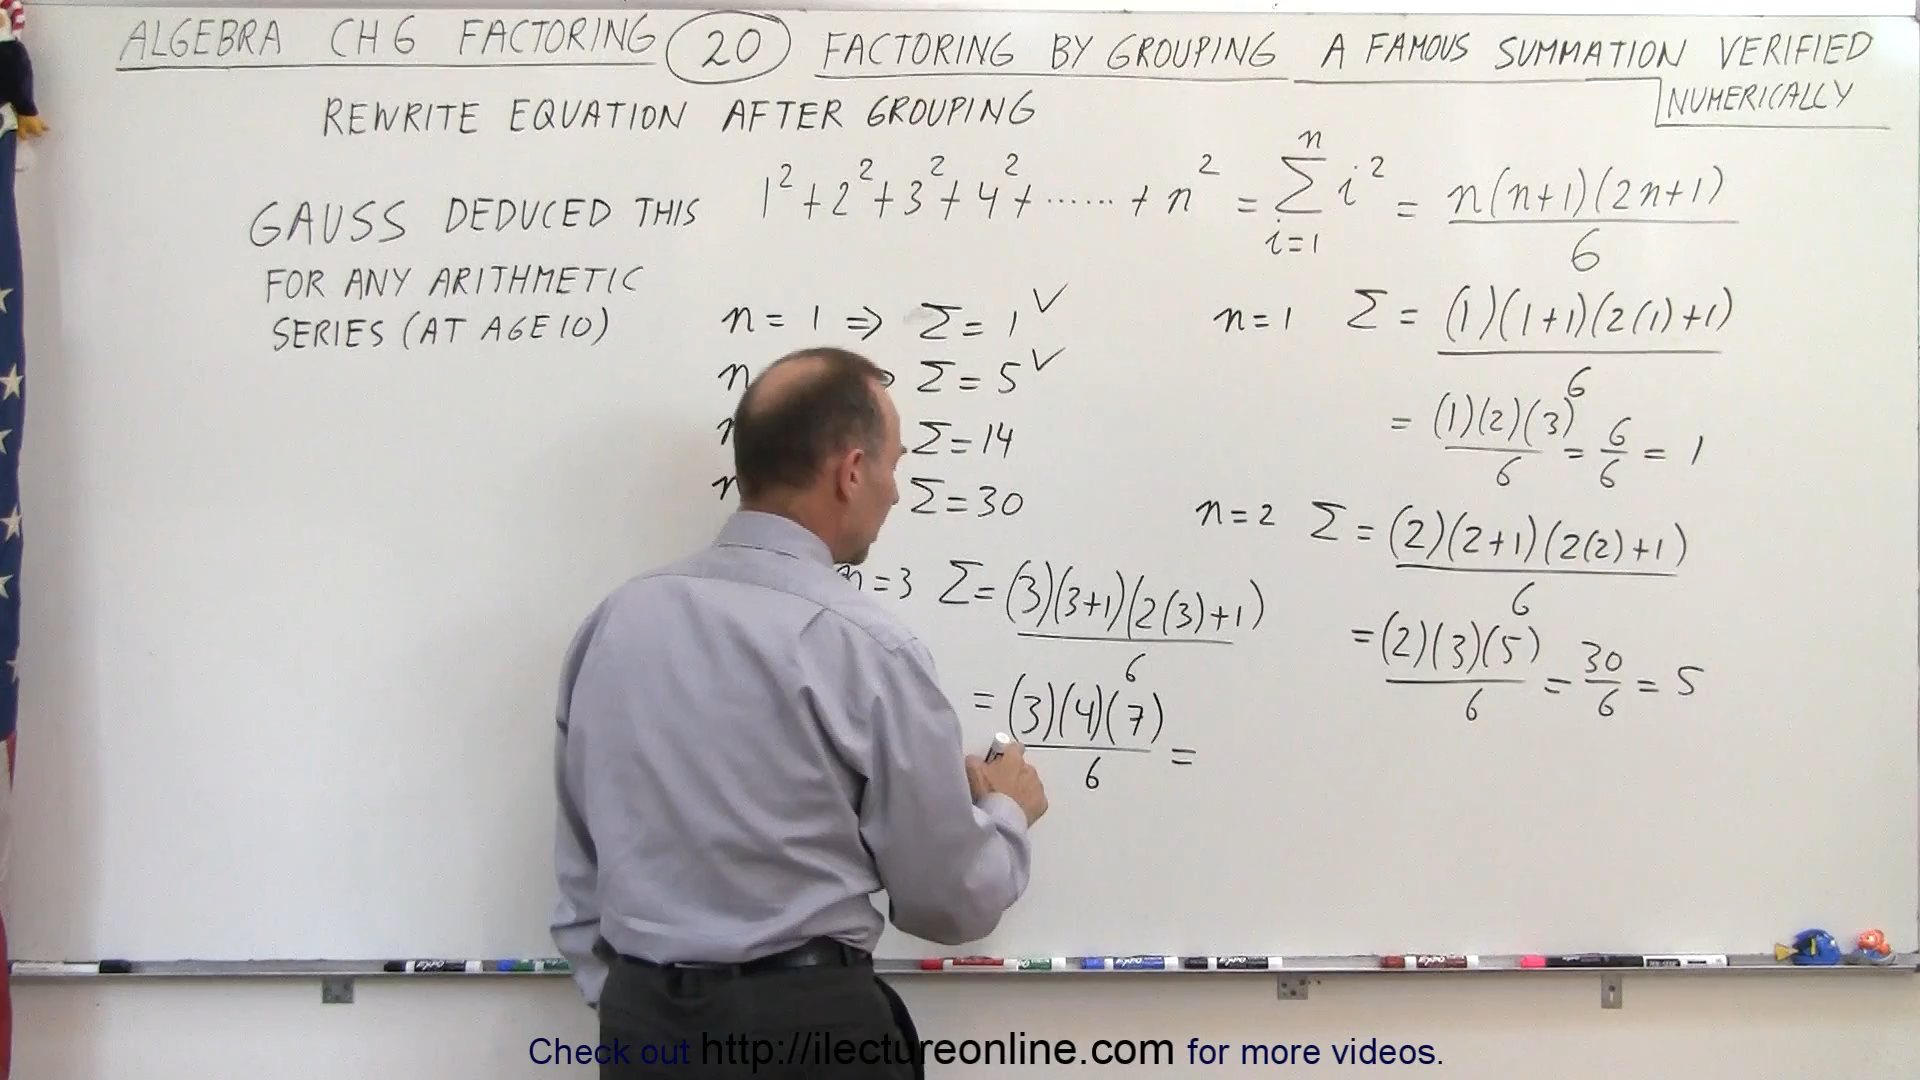 ALGEBRA CH 6 FACTORING 20 FACTORING BY GROUPING A FAMOUS SUMMATION VERIFIED
NUMERICALLY
REWRITE EQUATION AFTER GROUPING
GAUSS DEDUCED THIS
FOR ANY ARITHMETIC
SERIES (AT AGE 10)
1² + 2² + 3² + 4² + ...... + n² = Σ_{i=1}^{n} i² = n(n+1)(2n+1) / 6
n = 1 ⇒ Σ = 1 ✓
n Σ = 5 ✓
Σ = 14
n Σ = 30
n = 3 Σ = (3)(3+1)(2(3)+1) / 6
= (3)(4)(7) / 6 =
n = 1 Σ = (1)(1+1)(2(1)+1) / 6
= (1)(2)(3) / 6 = 6/6 = 1
n = 2 Σ = (2)(2+1)(2(2)+1) / 6
= (2)(3)(5) / 6 = 30/6 = 5
Check out http://ilectureonline.com for more videos.